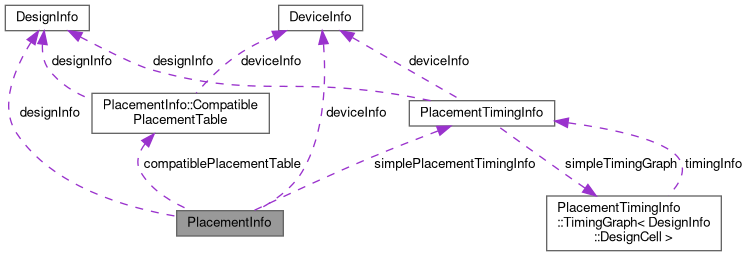 DesignInfo
DeviceInfo
designInfo
designInfo
deviceInfo
deviceInfo
designInfo
PlacementInfo::Compatible
PlacementTable
deviceInfo
PlacementTimingInfo
compatiblePlacementTable
simplePlacementTimingInfo
simpleTimingGraph
timingInfo
PlacementInfo
PlacementTimingInfo
::TimingGraph< DesignInfo
::DesignCell >